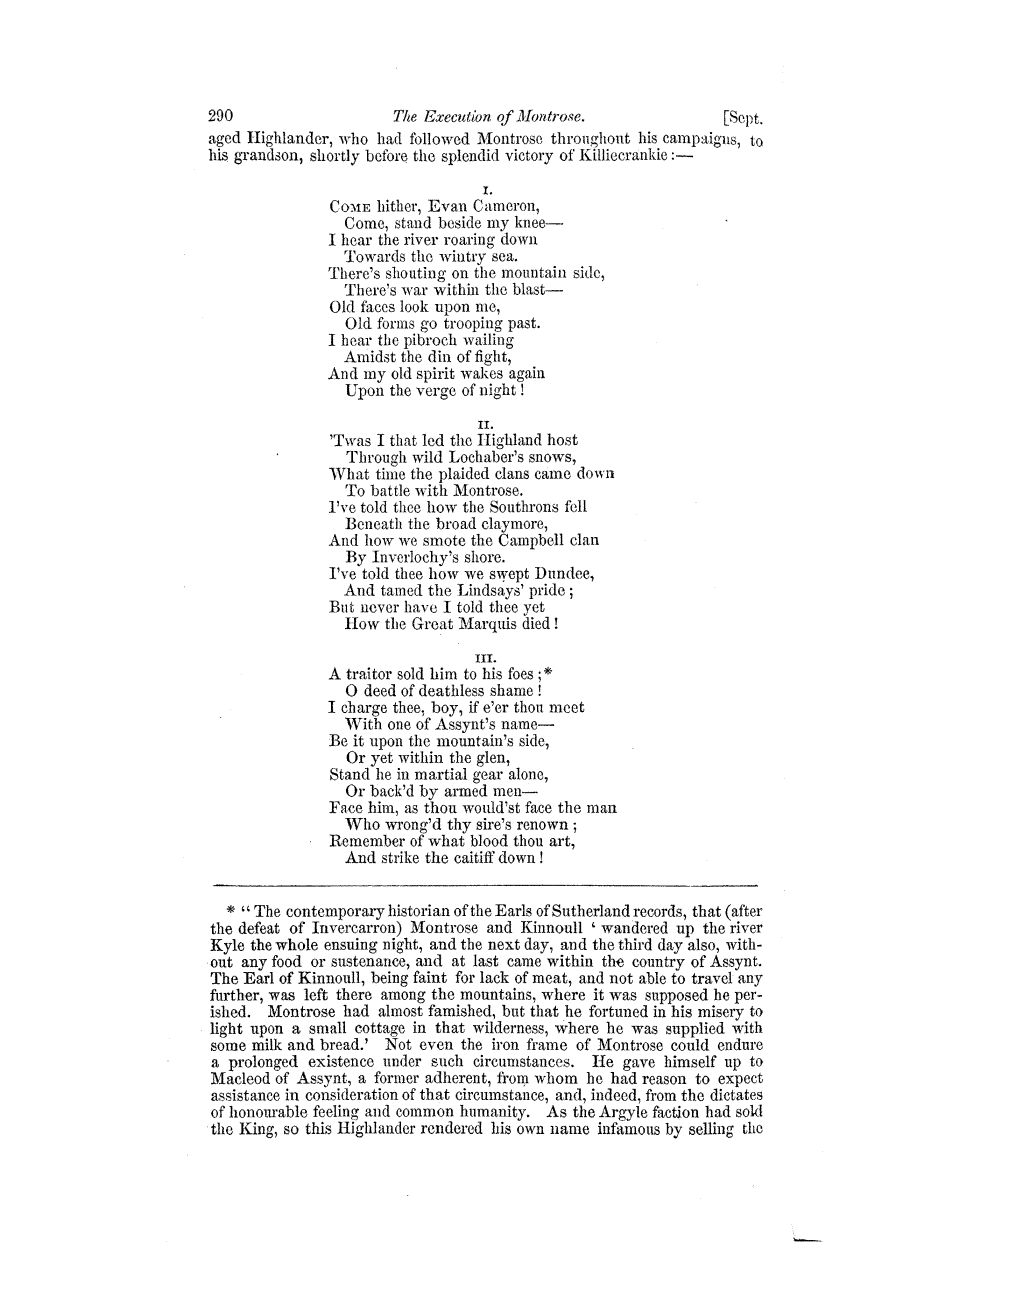 290 The Execution of Montrose. [Sept.
aged Highlander, who had followed Montrose throughout his campaigns, to
his grandson, shortly before the splendid victory of Killiecrankie :—
I.
COME hither, Evan Cameron,
Come, stand beside my knee—
I hear the river roaring down
Towards the wintry sea.
There's shouting on the mountain side,
There's war within the blast—
Old faces look upon me,
Old forms go trooping past.
I hear the pibroch wailing
Amidst the din of fight,
And my old spirit wakes again
Upon the verge of night !
II.
'Twas I that led the Highland host
Through wild Lochaber's snows,
What time the plaided clans came down
To battle with Montrose.
I've told thee how the Southrons fell
Beneath the broad claymore,
And how we smote the Campbell clan
By Inverlochy's shore.
I've told thee how we swept Dundee,
And tamed the Lindsays' pride ;
But never have I told thee yet
How the Great Marquis died !
III.
A traitor sold him to his foes ;*
O deed of deathless shame !
I charge thee, boy, if e'er thou meet
With one of Assynt's name—
Be it upon the mountain's side,
Or yet within the glen,
Stand he in martial gear alone,
Or back'd by armed men—
Face him, as thou would'st face the man
Who wrong'd thy sire's renown ;
Remember of what blood thou art,
And strike the caitiff down !
* "The contemporary historian of the Earls of Sutherland records, that (after
the defeat of Invercarron) Montrose and Kinnoull ' wandered up the river
Kyle the whole ensuing night, and the next day, and the third day also, with-
out any food or sustenance, and at last came within the country of Assynt.
The Earl of Kinnoull, being faint for lack of meat, and not able to travel any
further, was left there among the mountains, where it was supposed he per-
ished. Montrose had almost famished, but that he fortuned in his misery to
light upon a small cottage in that wilderness, where he was supplied with
some milk and bread.' Not even the iron frame of Montrose could endure
a prolonged existence under such circumstances. He gave himself up to
Macleod of Assynt, a former adherent, from whom he had reason to expect
assistance in consideration of that circumstance, and, indeed, from the dictates
of honourable feeling and common humanity. As the Argyle faction had sold
the King, so this Highlander rendered his own name infamous by selling the